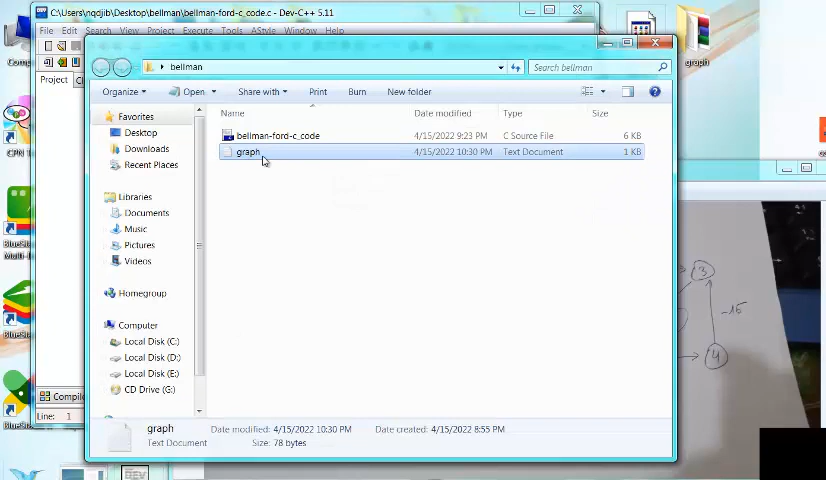 C:\Users\nqdjib\Desktop\bellman\bellman-ford-c_code.c - Dev-C++ 5.11
File Edit Search View Project Execute Tools AStyle Window Help
bellman
Search bellman
Organize Open Share with Print Burn New folder
Project
Name Date modified Type Size
bellman-ford-c_code 4/15/2022 9:23 PM C Source File 6 KB
graph 4/15/2022 10:30 PM Text Document 1 KB
Favorites
Desktop
Downloads
Recent Places
Libraries
Documents
Music
Pictures
Videos
Homegroup
Computer
Local Disk (C:)
Local Disk (D:)
Local Disk (E:)
CD Drive (G:)
graph Date modified: 4/15/2022 10:30 PM Date created: 4/15/2022 8:55 PM
Text Document Size: 78 bytes
Line: 1
graph
CPN
3
-15
4